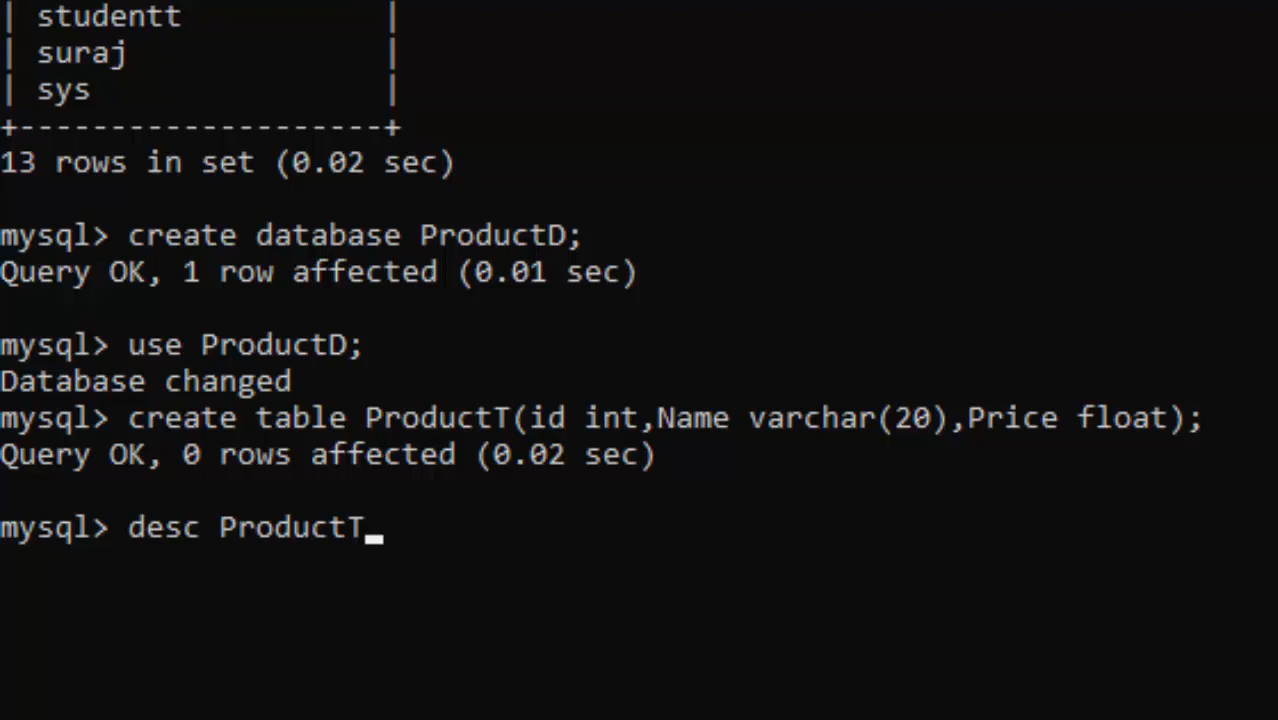 | studentt |
| suraj |
| sys |
+--------------------+
13 rows in set (0.02 sec)
mysql> create database ProductD;
Query OK, 1 row affected (0.01 sec)
mysql> use ProductD;
Database changed
mysql> create table ProductT(id int,Name varchar(20),Price float);
Query OK, 0 rows affected (0.02 sec)
mysql> desc ProductT_